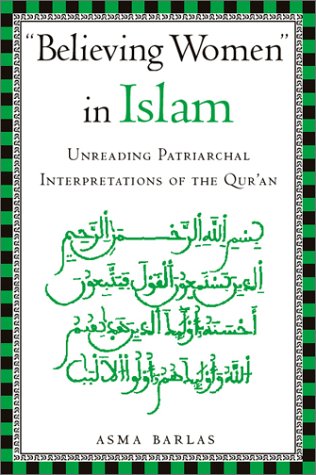 "Believing Women"
in Islam
UNREADING PATRIARCHAL
INTERPRETATIONS OF THE QUR'AN
بسم الله الرحمن الرحيم
الذين يستمعون القول فيتبعون
أحسنه أولئك الذين هديهم
الله وأولئك هم أولوا الألباب
ASMA BARLAS